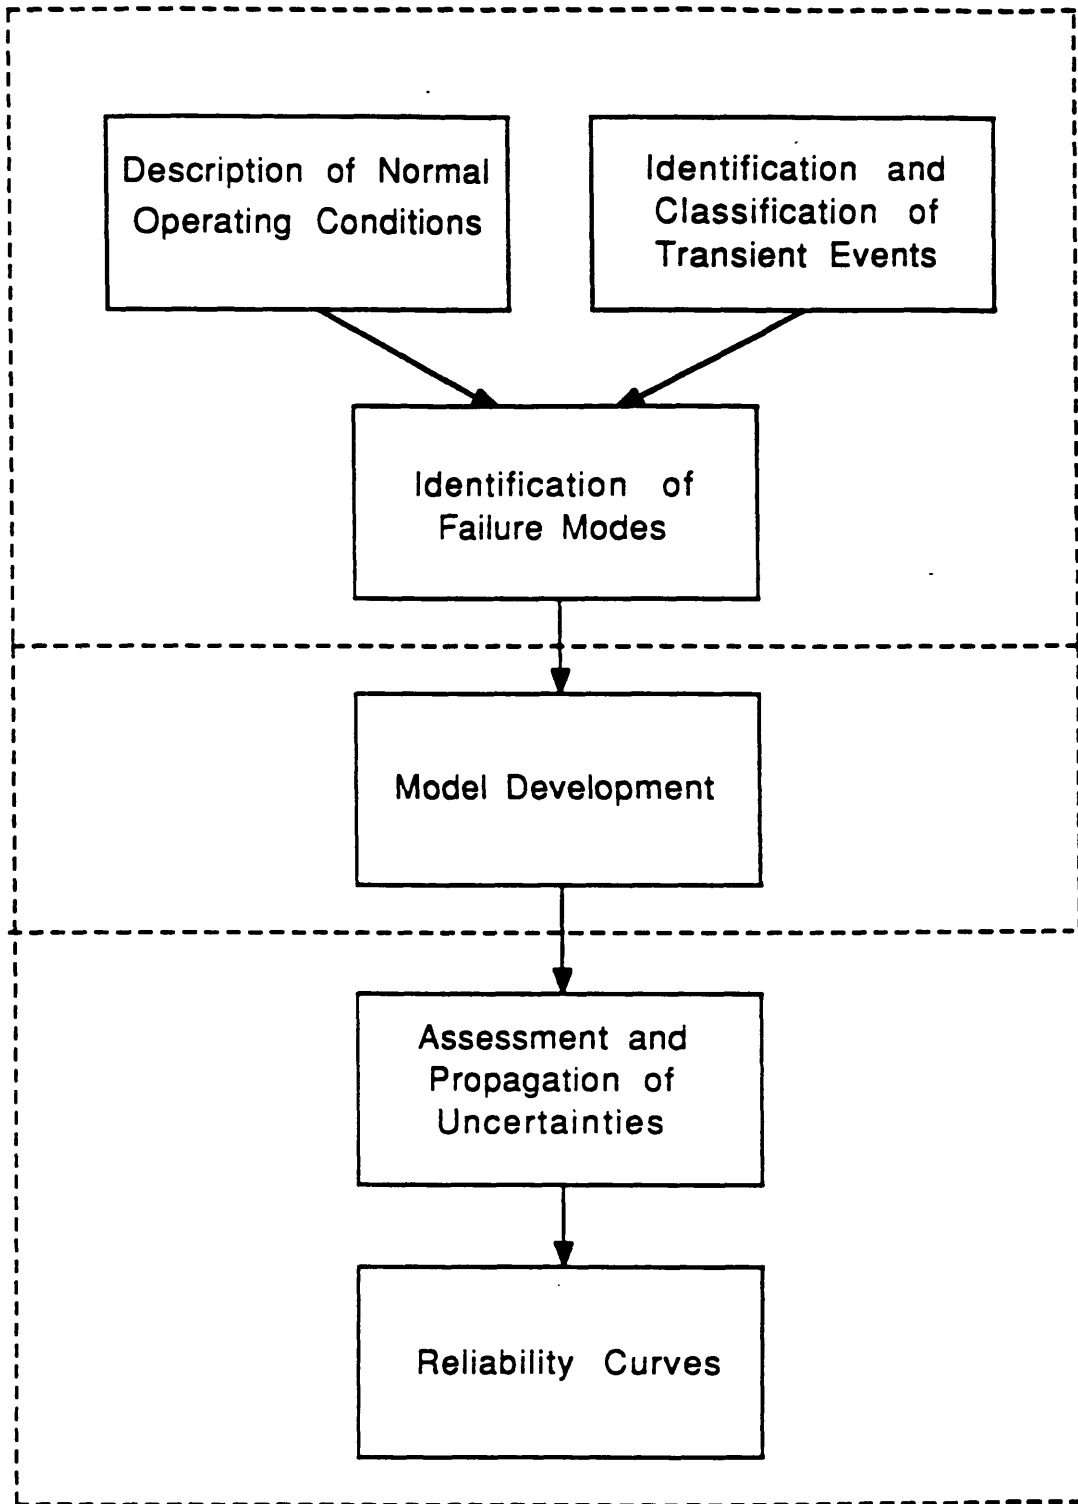 Description of Normal
Operating Conditions
Identification and
Classification of
Transient Events
Identification of
Failure Modes
Model Development
Assessment and
Propagation of
Uncertainties
Reliability Curves